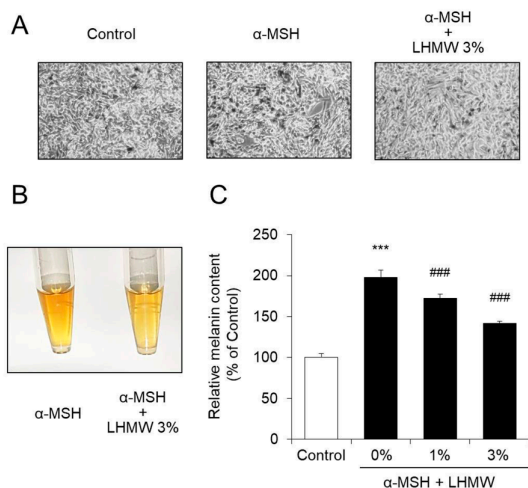 A
Control
α-MSH
α-MSH
+
LHMW 3%
B
α-MSH
α-MSH
+
LHMW 3%
C
Relative melanin content
(% of Control)
250
200
150
100
50
0
***
###
###
Control
0%
1%
3%
α-MSH + LHMW